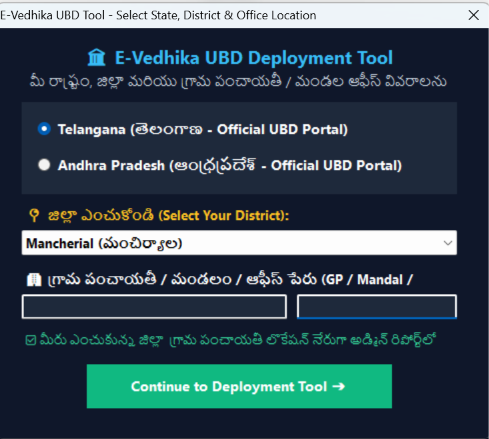 E-Vedhika UBD Tool - Select State, District & Office Location
E-Vedhika UBD Deployment Tool
మీ రాష్ట్రం, జిల్లా మరియు గ్రామ పంచాయతీ / మండల ఆఫీస్ వివరాలను
Telangana (తెలంగాణ - Official UBD Portal)
Andhra Pradesh (ఆంధ్రప్రదేశ్ - Official UBD Portal)
జిల్లా ఎంచుకోండి (Select Your District):
Mancherial (మంచిర్యాల)
గ్రామ పంచాయతీ / మండలం / ఆఫీస్ పేరు (GP / Mandal /
మీరు ఎంచుకున్న జిల్లా గ్రామ పంచాయతీ లొకేషన్ నేరుగా అడ్మిన్ రిపోర్ట్‌లో
Continue to Deployment Tool ➔